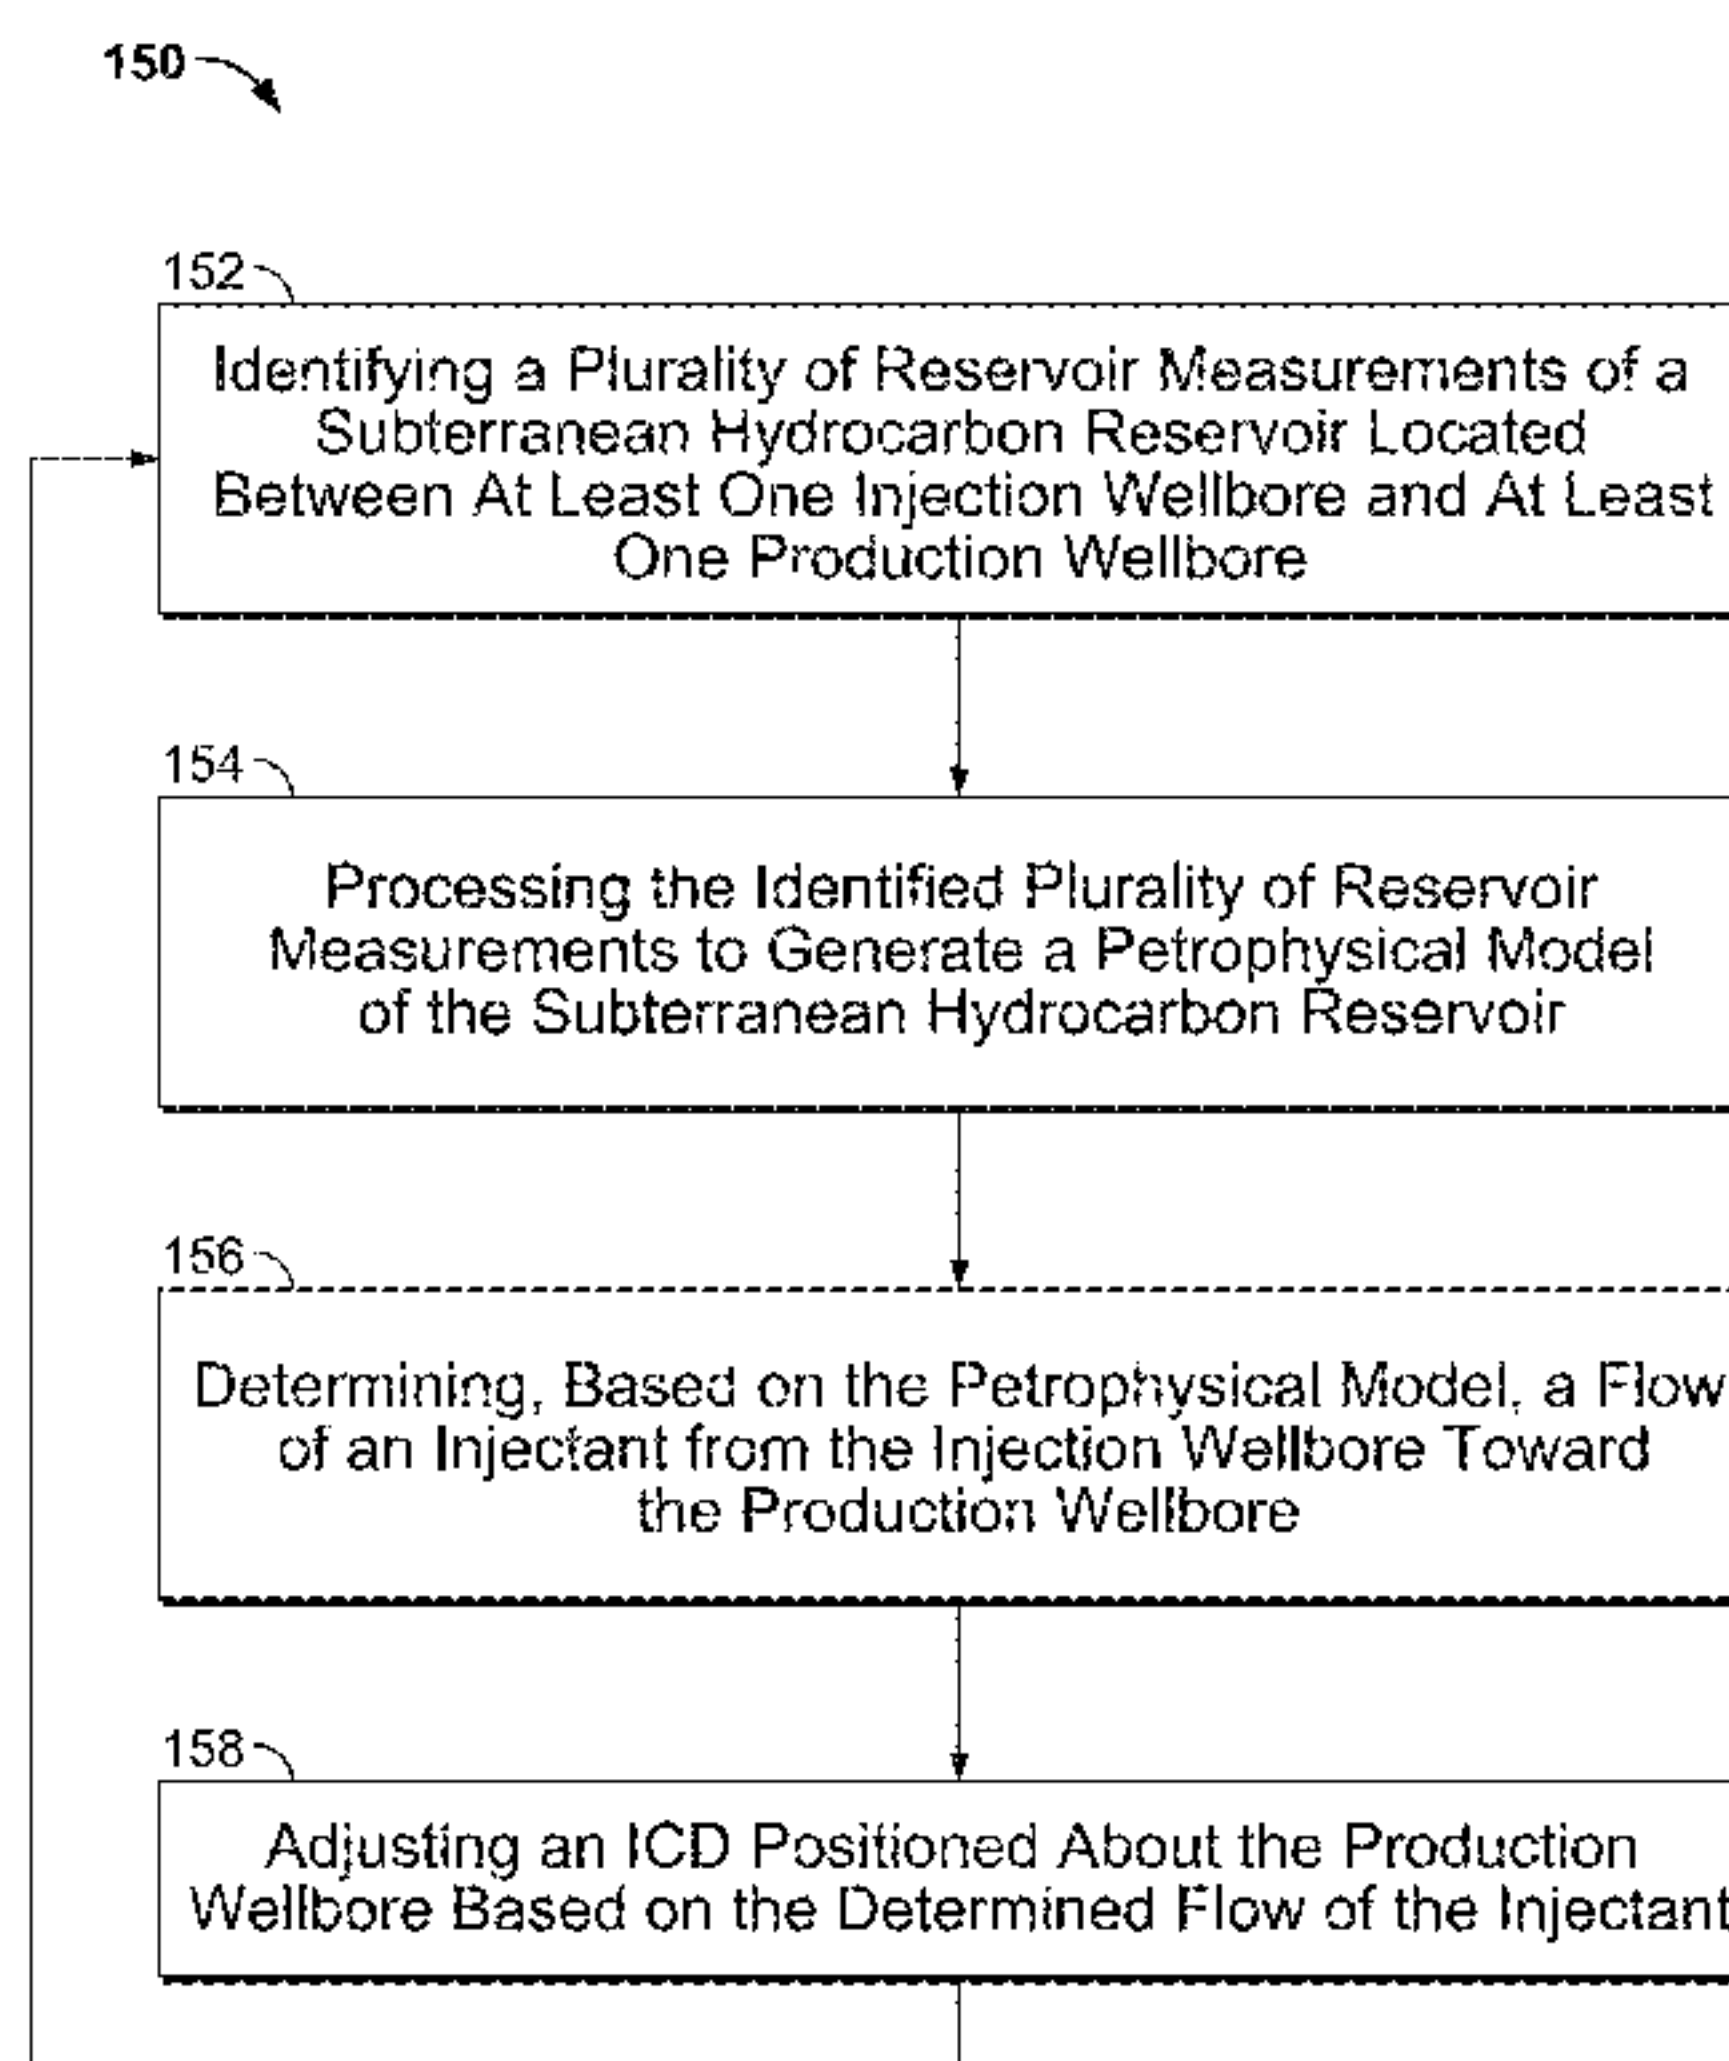 150
152
Identifying a Plurality of Reservoir Measurements of a
Subterranean Hydrocarbon Reservoir Located
Between At Least One Injection Wellbore and At Least
One Production Wellbore
154
Processing the Identified Plurality of Reservoir
Measurements to Generate a Petrophysical Model
of the Subterranean Hydrocarbon Reservoir
156
Determining, Based on the Petrophysical Model, a Flow
of an Injectant from the Injection Wellbore Toward
the Production Wellbore
158
Adjusting an ICD Positioned About the Production
Wellbore Based on the Determined Flow of the Injectant